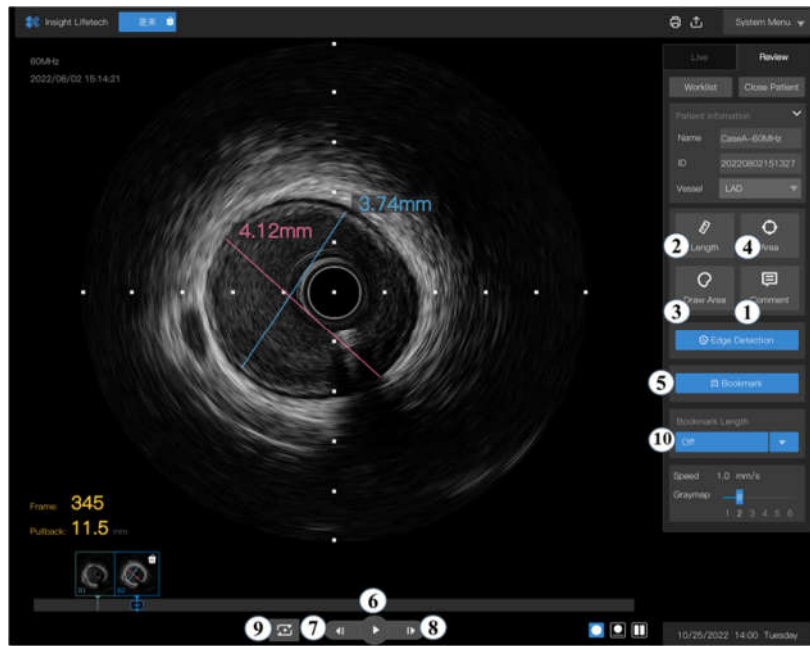 Insight Lifetech
System Menu
60MHz
2022/06/02 15:14:21
Live Review
Worklist Close Patient
Patient Infomation
Name CaseA-60MHz
ID 20220802151327
Vessel LAD
3.74mm
4.12mm
2 Length 4 Area
3 Draw Area 1 Comment
Edge Detection
5 Bookmark
Bookmark Length
10 Off
Speed 1.0 mm/s
Graymap
1 2 3 4 5 6
Frame: 345
Pullback: 11.5 mm
6
9 7 8
10/25/2022 14:00 Tuesday